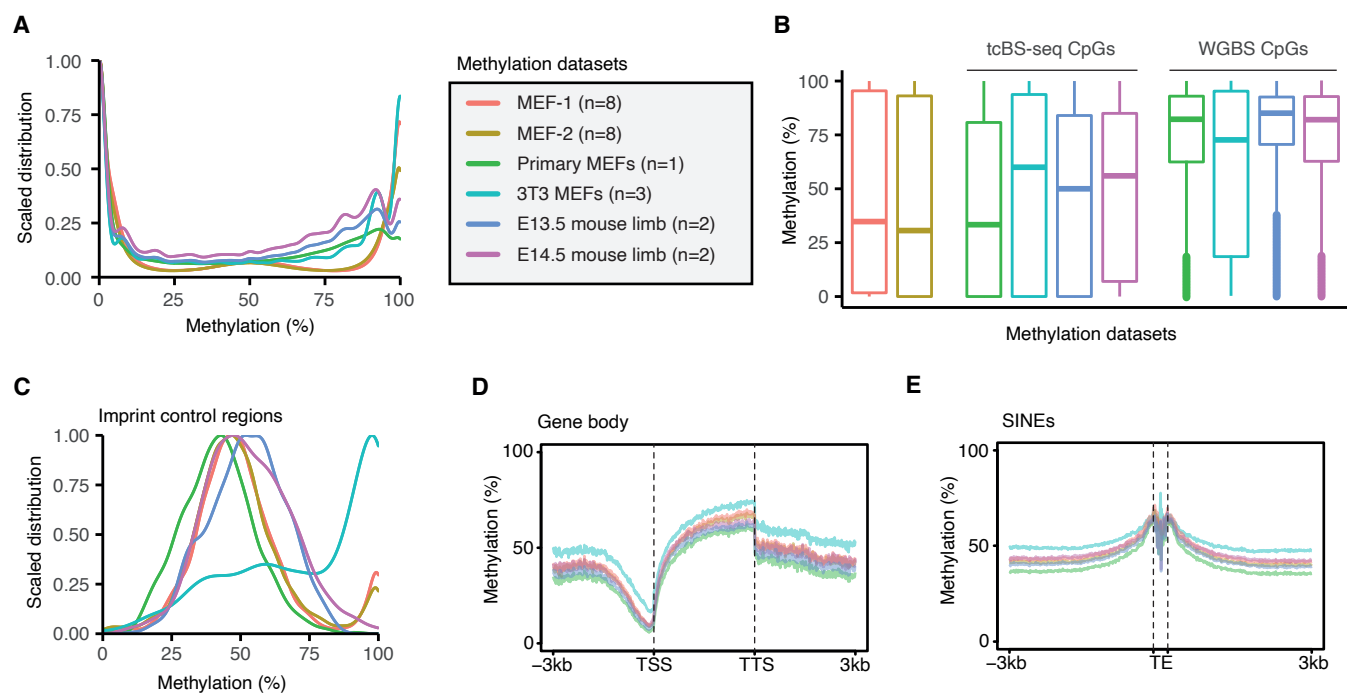 A
Scaled distribution
1.00
0.75
0.50
0.25
0.00
0
25
50
75
100
Methylation (%)
Methylation datasets
MEF-1 (n=8)
MEF-2 (n=8)
Primary MEFs (n=1)
3T3 MEFs (n=3)
E13.5 mouse limb (n=2)
E14.5 mouse limb (n=2)
B
tcBS-seq CpGs
WGBS CpGs
Methylation (%)
100
75
50
25
0
Methylation datasets
C
Imprint control regions
Scaled distribution
1.00
0.75
0.50
0.25
0.00
0
25
50
75
100
Methylation (%)
D
Gene body
Methylation (%)
100
50
0
−3kb
TSS
TTS
3kb
E
SINEs
Methylation (%)
100
50
0
−3kb
TE
3kb